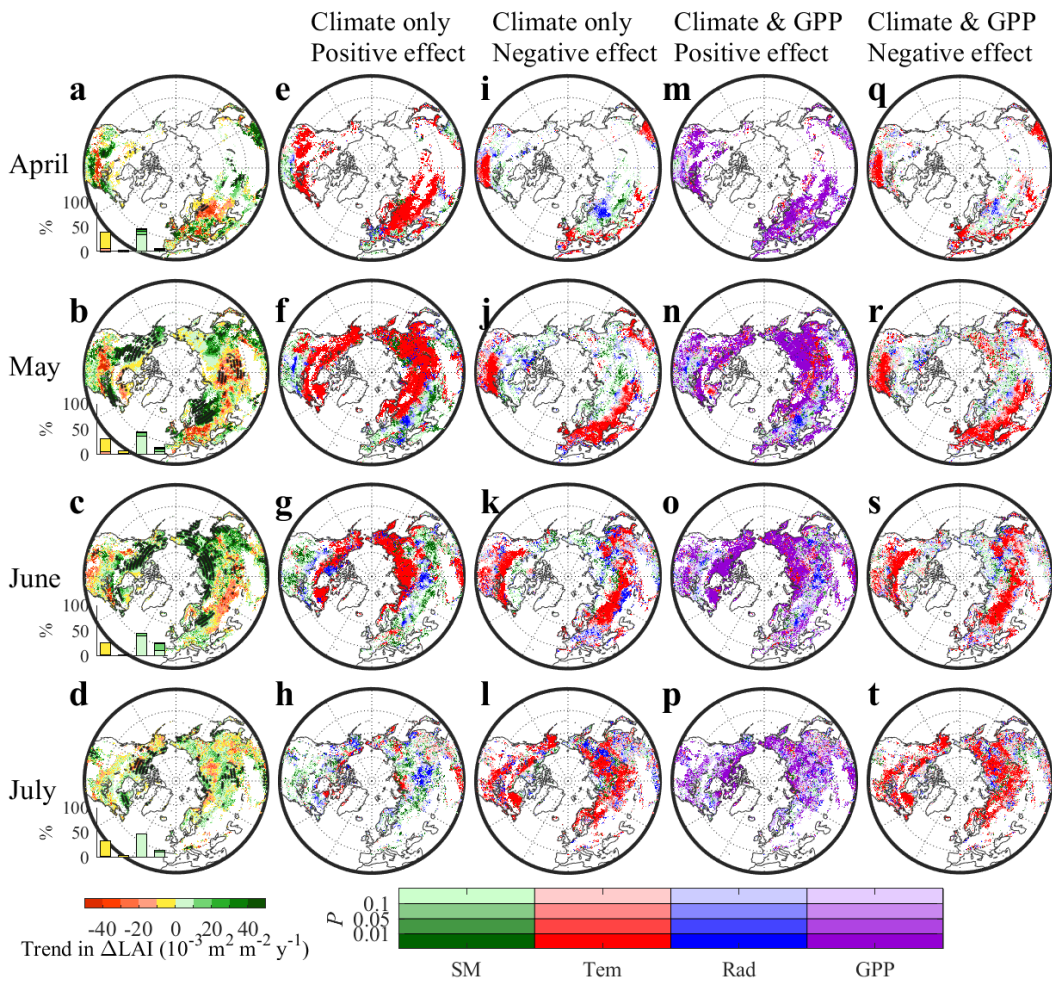 Climate only Climate only Climate & GPP Climate & GPP
Positive effect Negative effect Positive effect Negative effect
a e i m q
April
100
50
0
%
b f j n r
May
100
50
0
%
c g k o s
June
100
50
0
%
d h l p t
July
100
50
0
%
-40 -20 0 20 40
Trend in ΔLAI (10⁻³ m² m⁻² y⁻¹)
P
0.1
0.05
0.01
SM Tem Rad GPP